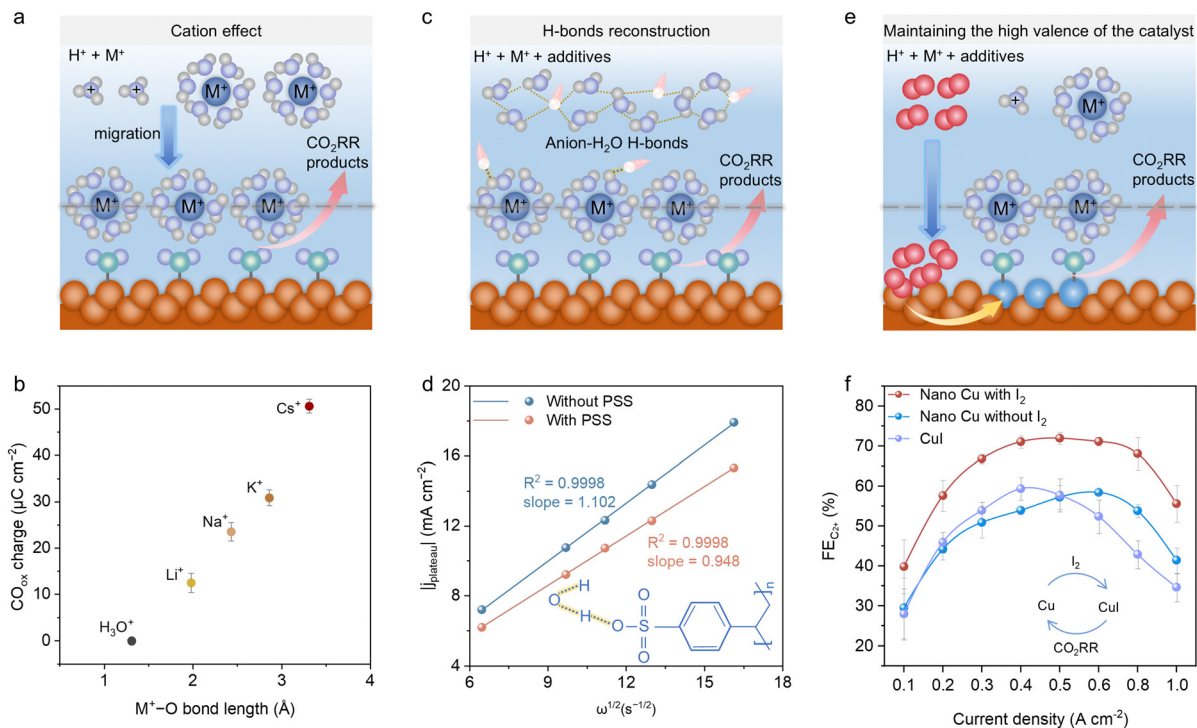 a
Cation effect
H⁺ + M⁺
+
+
M⁺
M⁺
migration
CO₂RR
products
M⁺
M⁺
M⁺
c
H-bonds reconstruction
H⁺ + M⁺ + additives
Anion-H₂O H-bonds
CO₂RR
products
M⁺
M⁺
M⁺
e
Maintaining the high valence of the catalyst
H⁺ + M⁺ + additives
+
M⁺
CO₂RR
products
M⁺
M⁺
b
COₒₓ charge (μC cm⁻²)
50
40
30
20
10
0
Cs⁺
K⁺
Na⁺
Li⁺
H₃O⁺
1
2
3
4
M⁺−O bond length (Å)
d
|j_plateau| (mA cm⁻²)
20
16
12
8
4
Without PSS
With PSS
R² = 0.9998
slope = 1.102
R² = 0.9998
slope = 0.948
H
O
H
O
O
S
O
n
6
9
12
15
18
ω¹ᐟ²(s⁻¹ᐟ²)
f
FE_C₂₊ (%)
90
80
70
60
50
40
30
20
10
Nano Cu with I₂
Nano Cu without I₂
CuI
I₂
Cu
CuI
CO₂RR
0.1
0.2
0.3
0.4
0.5
0.6
0.8
1.0
Current density (A cm⁻²)